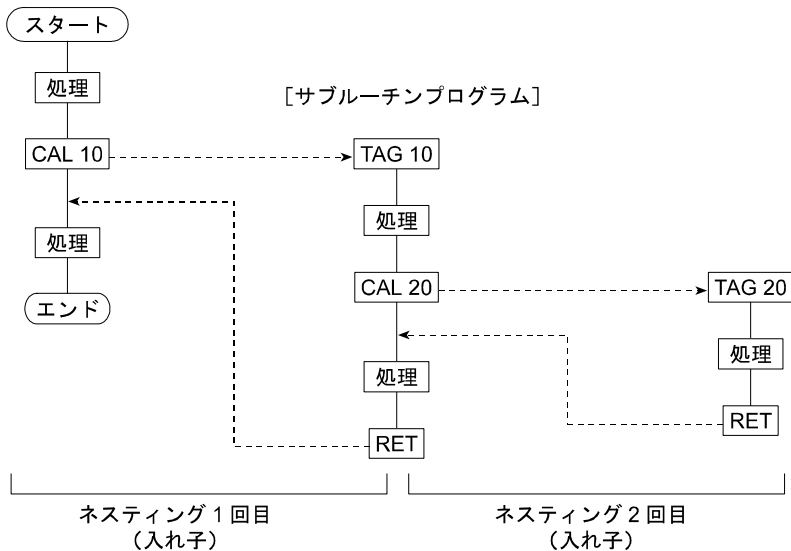 スタート
処理
CAL 10
処理
エンド
［サブルーチンプログラム］
TAG 10
処理
CAL 20
処理
RET
TAG 20
処理
RET
ネスティング１回目
（入れ子）
ネスティング２回目
（入れ子）